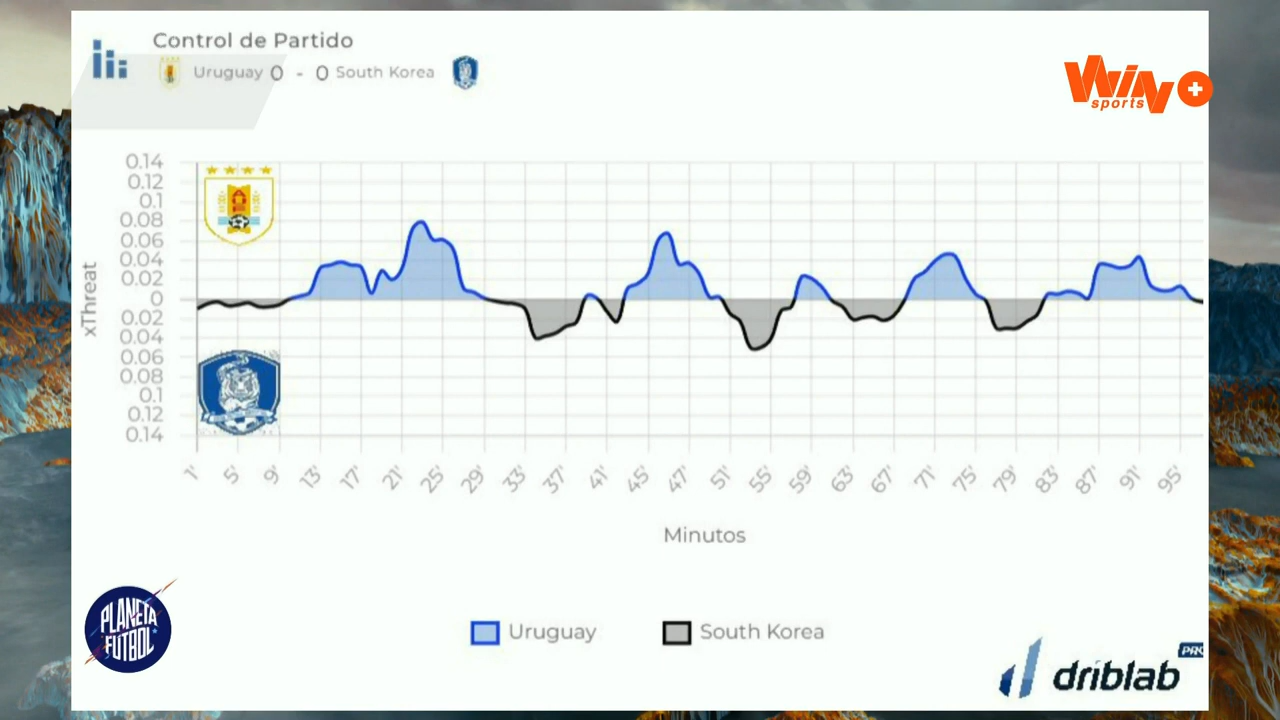 Control de Partido
Uruguay 0 - 0 South Korea
WIN+
sports
0.14
0.12
0.1
0.08
0.06
0.04
0.02
0
0.02
0.04
0.06
0.08
0.1
0.12
0.14
xThreat
1' 5' 9' 13' 17' 21' 25' 29' 33' 37' 41' 45' 47' 51' 55' 59' 63' 67' 71' 75' 79' 83' 87' 91' 95'
Minutos
Uruguay South Korea
PLANETA
FÚTBOL
driblab
PRO